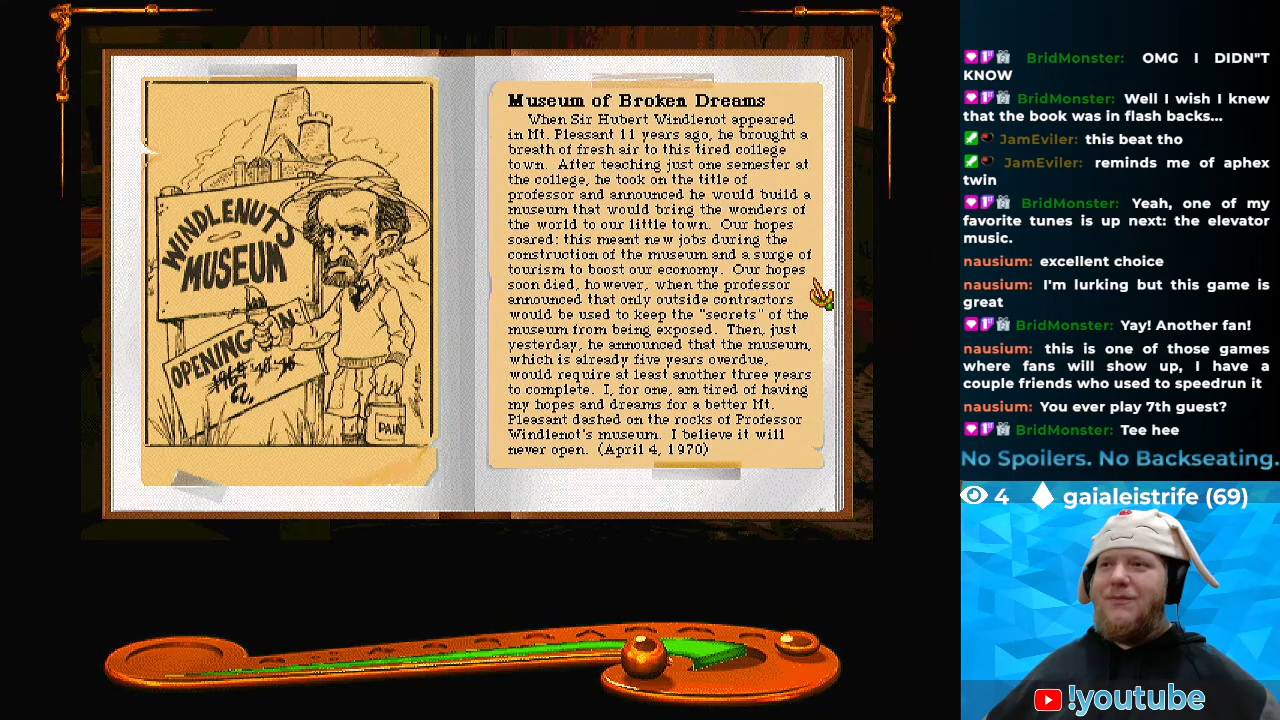 WINDLENUT'S
MUSEUM
OPENING IN
PAIN
Museum of Broken Dreams
When Sir Hubert Windlenot appeared
in Mt. Pleasant 11 years ago, he brought a
breath of fresh air to this tired college
town. After teaching just one semester at
the college, he took on the title of
professor and announced he would build a
museum that would bring the wonders of
the world to our little town. Our hopes
soared: this meant new jobs during the
construction of the museum and a surge of
tourism to boost our economy. Our hopes
soon died, however, when the professor
announced that only outside contractors
would be used to keep the "secrets" of the
museum from being exposed. Then, just
yesterday, he announced that the museum,
which is already five years overdue,
would require at least another three years
to complete. I, for one, am tired of having
my hopes and dreams for a better Mt.
Pleasant dashed on the rocks of Professor
Windlenot's museum. I believe it will
never open. (April 4, 1970)
BridMonster: OMG I DIDN"T
KNOW
BridMonster: Well I wish I knew
that the book was in flash backs...
JamEviler: this beat tho
JamEviler: reminds me of aphex
twin
BridMonster: Yeah, one of my
favorite tunes is up next: the elevator
music.
nausium: excellent choice
nausium: I'm lurking but this game is
great
BridMonster: Yay! Another fan!
nausium: this is one of those games
where fans will show up, I have a
couple friends who used to speedrun it
nausium: You ever play 7th guest?
BridMonster: Tee hee
No Spoilers. No Backseating.
4 gaialeistrife (69)
!youtube